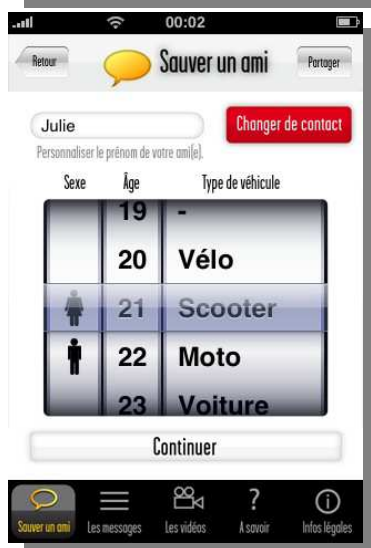 00:02
Retour
Sauver un ami
Partager
Julie
Changer de contact
Personnaliser le prénom de votre ami(e).
Sexe Âge Type de véhicule
19 -
20 Vélo
21 Scooter
22 Moto
23 Voiture
Continuer
Sauver un ami Les messages Les vidéos A savoir Infos légales